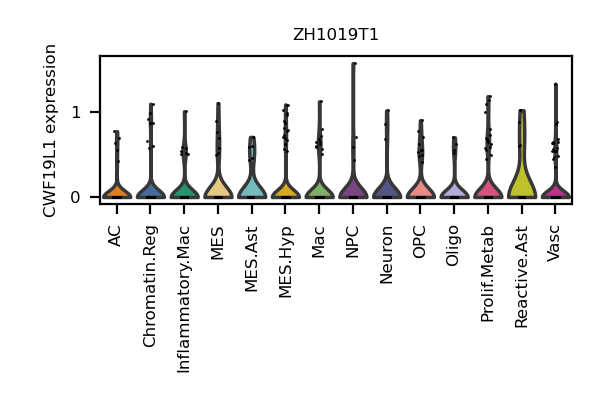 ZH1019T1
CWF19L1 expression
1
0
AC
Chromatin.Reg
Inflammatory.Mac
MES
MES.Ast
MES.Hyp
Mac
NPC
Neuron
OPC
Oligo
Prolif.Metab
Reactive.Ast
Vasc